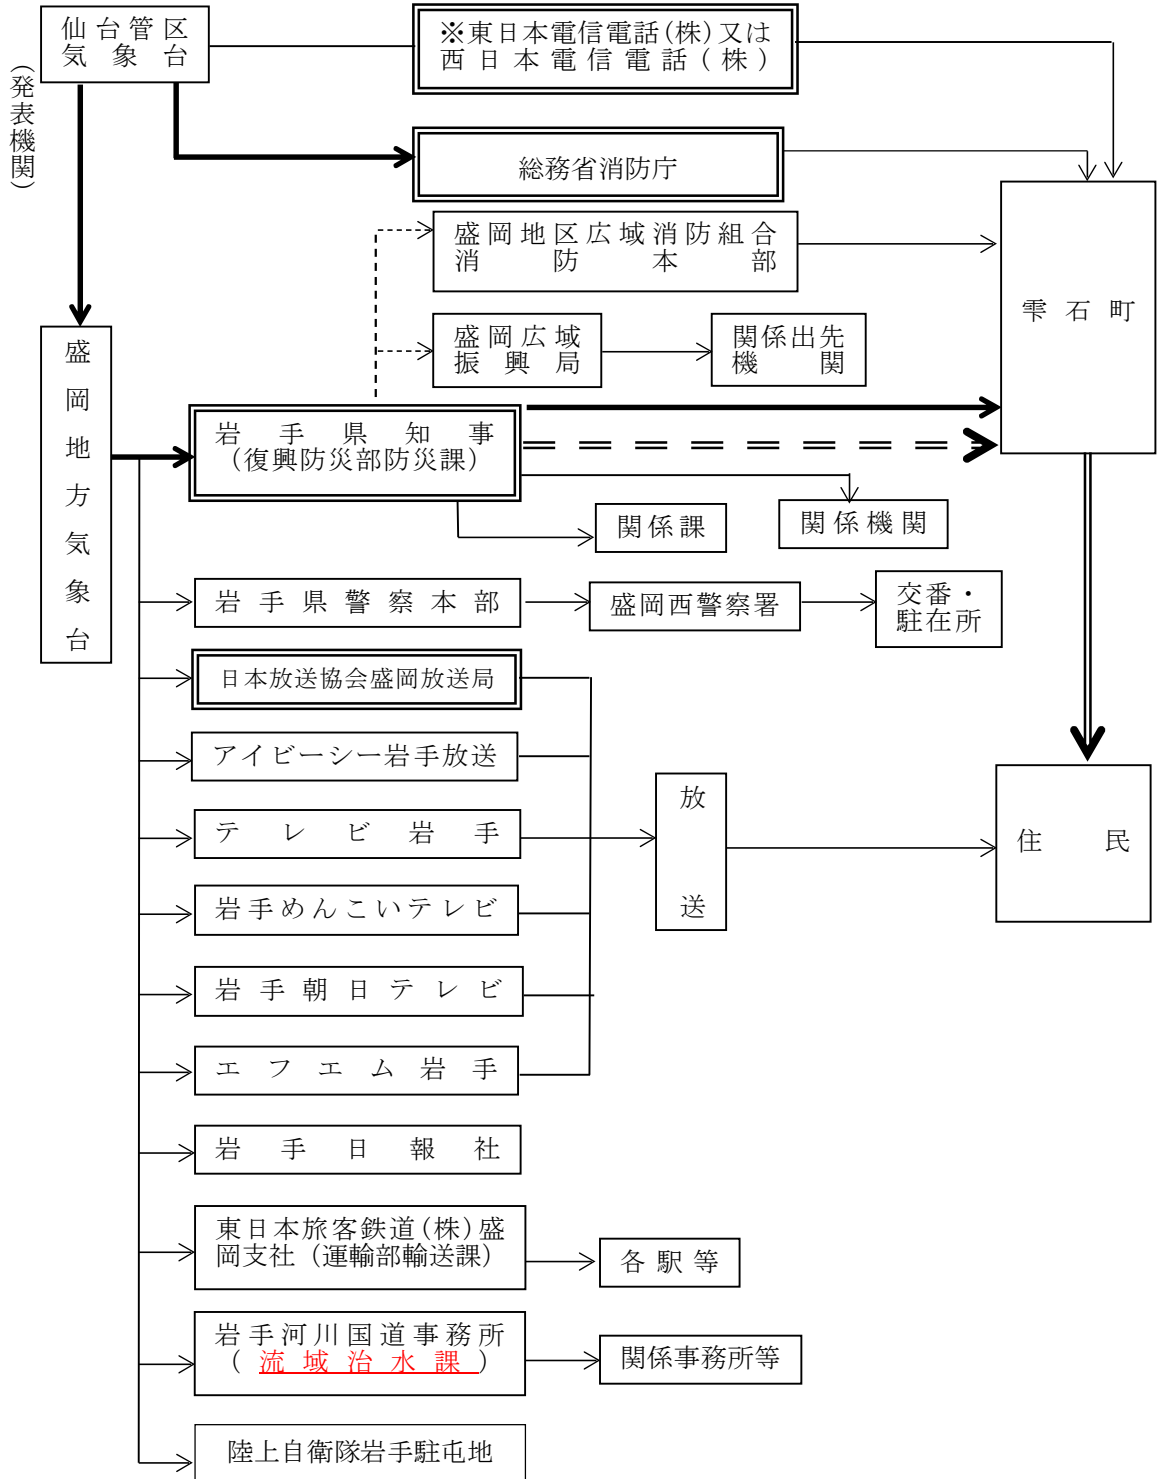 仙台管区
気象台
(発表機関)
※東日本電信電話(株)又は
西日本電信電話(株)
総務省消防庁
盛岡地区広域消防組合
消防本部
雫石町
盛岡広域
振興局
関係出先
機関
盛岡地方気象台
岩手県知事
(復興防災部防災課)
関係機関
関係課
岩手県警察本部
盛岡西警察署
交番・
駐在所
日本放送協会盛岡放送局
アイビーシー岩手放送
テレビ岩手
放送
住民
岩手めんこいテレビ
岩手朝日テレビ
エフエム岩手
岩手日報社
東日本旅客鉄道(株)盛
岡支社(運輸部輸送課)
各駅等
岩手河川国道事務所
(流域治水課)
関係事務所等
陸上自衛隊岩手駐屯地